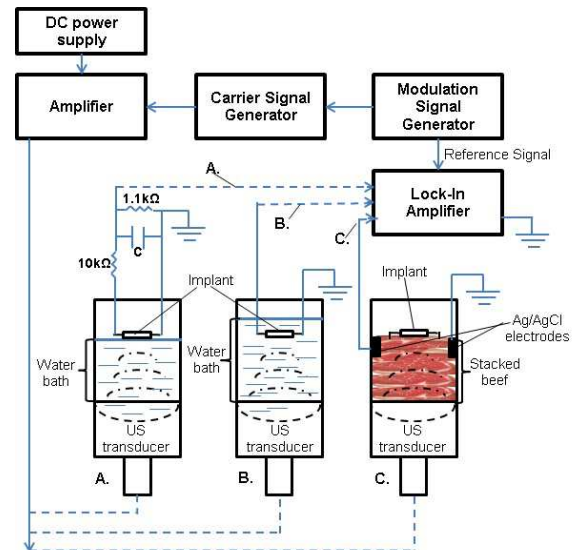 DC power
supply
Amplifier
Carrier Signal
Generator
Modulation
Signal
Generator
Reference Signal
A.
Lock-In
Amplifier
1.1kΩ
B.
C.
C
10kΩ
Implant
Implant
Ag/AgCl
electrodes
Water
bath
Water
bath
Stacked
beef
US
transducer
US
transducer
US
transducer
A.
B.
C.